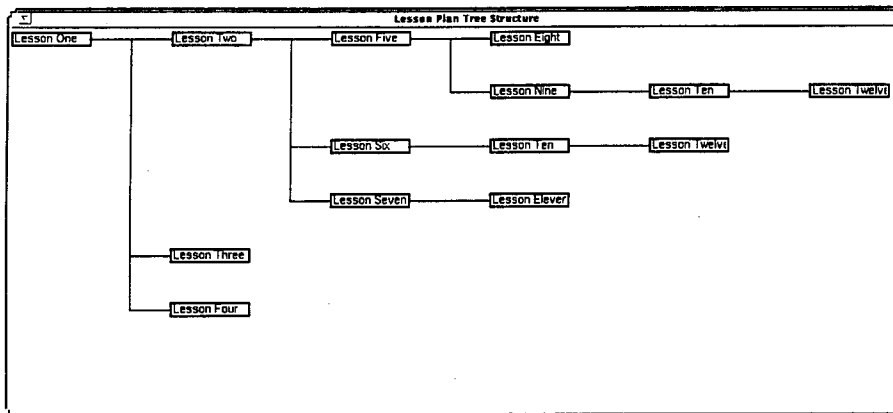 Lesson Plan Tree Structure
Lesson One Lesson Two Lesson Five Lesson Eight
Lesson Nine Lesson Ten Lesson Twelve
Lesson Six Lesson Ten Lesson Twelve
Lesson Seven Lesson Eleven
Lesson Three
Lesson Four